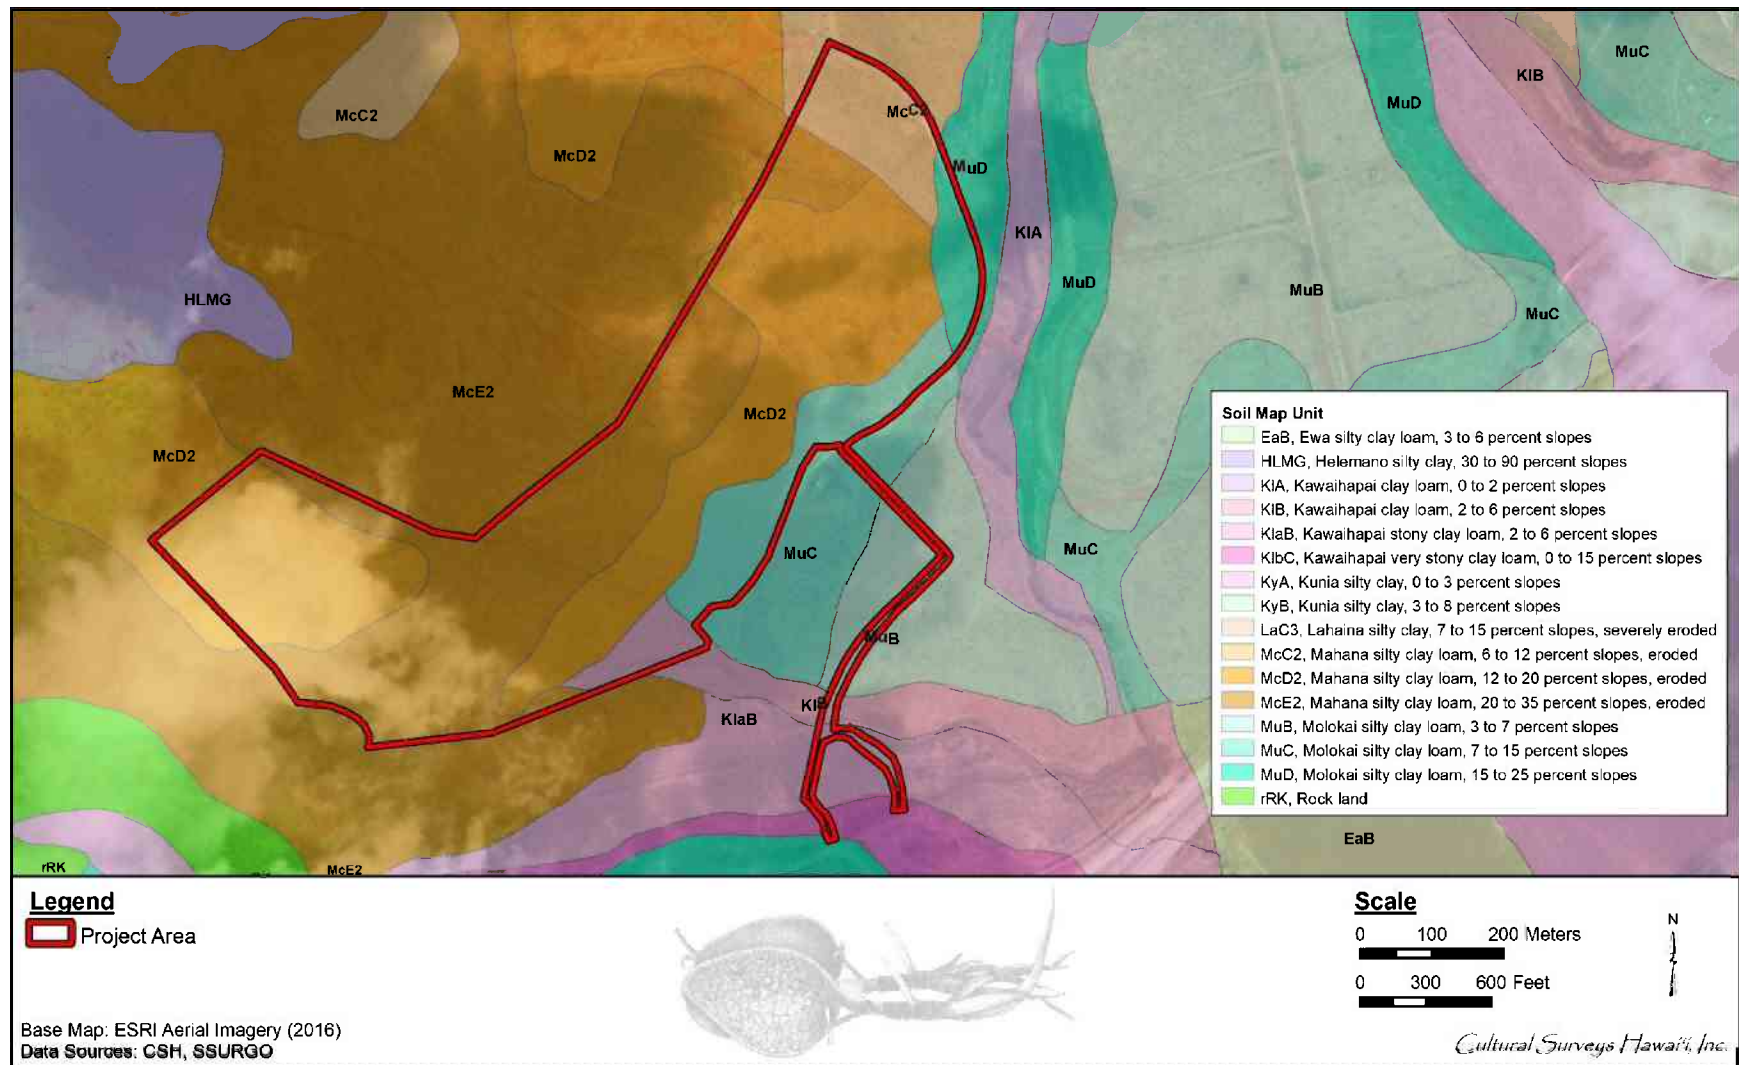 MuC
KlB
MuD
McC2
McC2
McD2
MuD
KlA
HLMG
MuD
MuB
MuC
McE2
McD2
McD2
MuC
MuC
MuB
KlB
KlaB
EaB
rRK
McE2
Soil Map Unit
EaB, Ewa silty clay loam, 3 to 6 percent slopes
HLMG, Helemano silty clay, 30 to 90 percent slopes
KlA, Kawaihapai clay loam, 0 to 2 percent slopes
KlB, Kawaihapai clay loam, 2 to 6 percent slopes
KlaB, Kawaihapai stony clay loam, 2 to 6 percent slopes
KlbC, Kawaihapai very stony clay loam, 0 to 15 percent slopes
KyA, Kunia silty clay, 0 to 3 percent slopes
KyB, Kunia silty clay, 3 to 8 percent slopes
LaC3, Lahaina silty clay, 7 to 15 percent slopes, severely eroded
McC2, Mahana silty clay loam, 6 to 12 percent slopes, eroded
McD2, Mahana silty clay loam, 12 to 20 percent slopes, eroded
McE2, Mahana silty clay loam, 20 to 35 percent slopes, eroded
MuB, Molokai silty clay loam, 3 to 7 percent slopes
MuC, Molokai silty clay loam, 7 to 15 percent slopes
MuD, Molokai silty clay loam, 15 to 25 percent slopes
rRK, Rock land
Legend
Project Area
Base Map: ESRI Aerial Imagery (2016)
Data Sources: CSH, SSURGO
Scale
0 100 200 Meters
0 300 600 Feet
N
Cultural Surveys Hawai‘i, Inc.